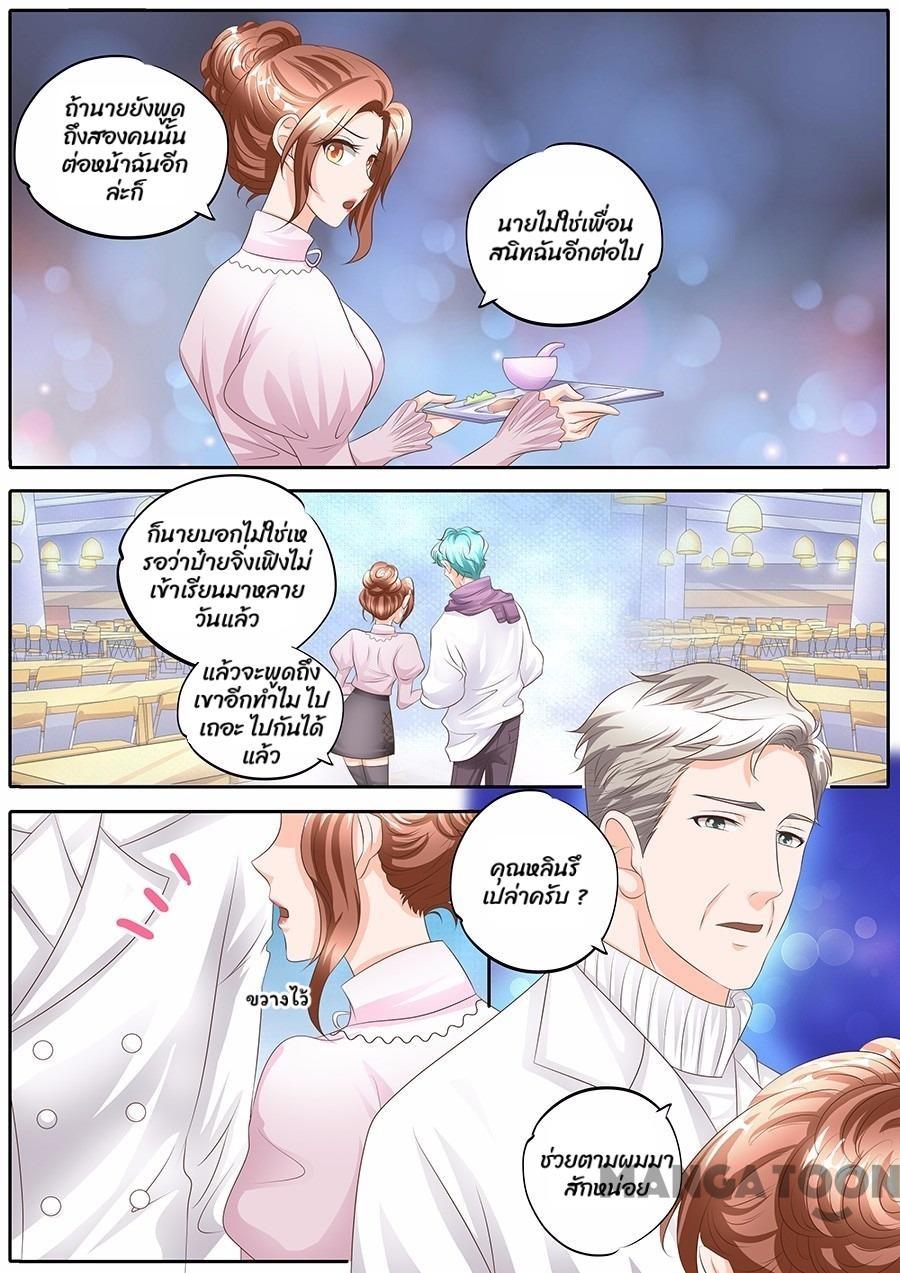 ถ้านายยังพูด
ถึงสองคนนั้น
ต่อหน้าฉันอีก
ล่ะก็
นายไม่ใช่เพื่อน
สนิทฉันอีกต่อไป
ก็นายบอกไม่ใช่เห
รอว่าป๋ายจิ่งเฟิงไม่
เข้าเรียนมาหลาย
วันแล้ว
แล้วจะพูดถึง
เขาอีกทำไม ไป
เถอะ ไปกันได้
แล้ว
คุณหลินรึ
เปล่าครับ ?
ขวางไว้
ช่วยตามผมมา
สักหน่อย
MANGATOON